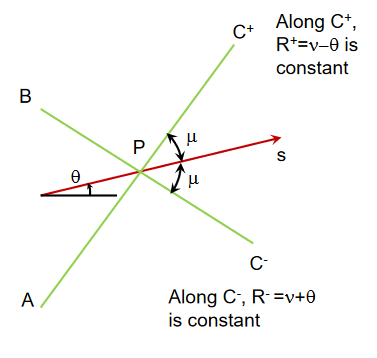 C⁺
Along C⁺,
R⁺=ν–θ is
constant
B
P
μ
s
θ
μ
C⁻
A
Along C⁻, R⁻=ν+θ
is constant